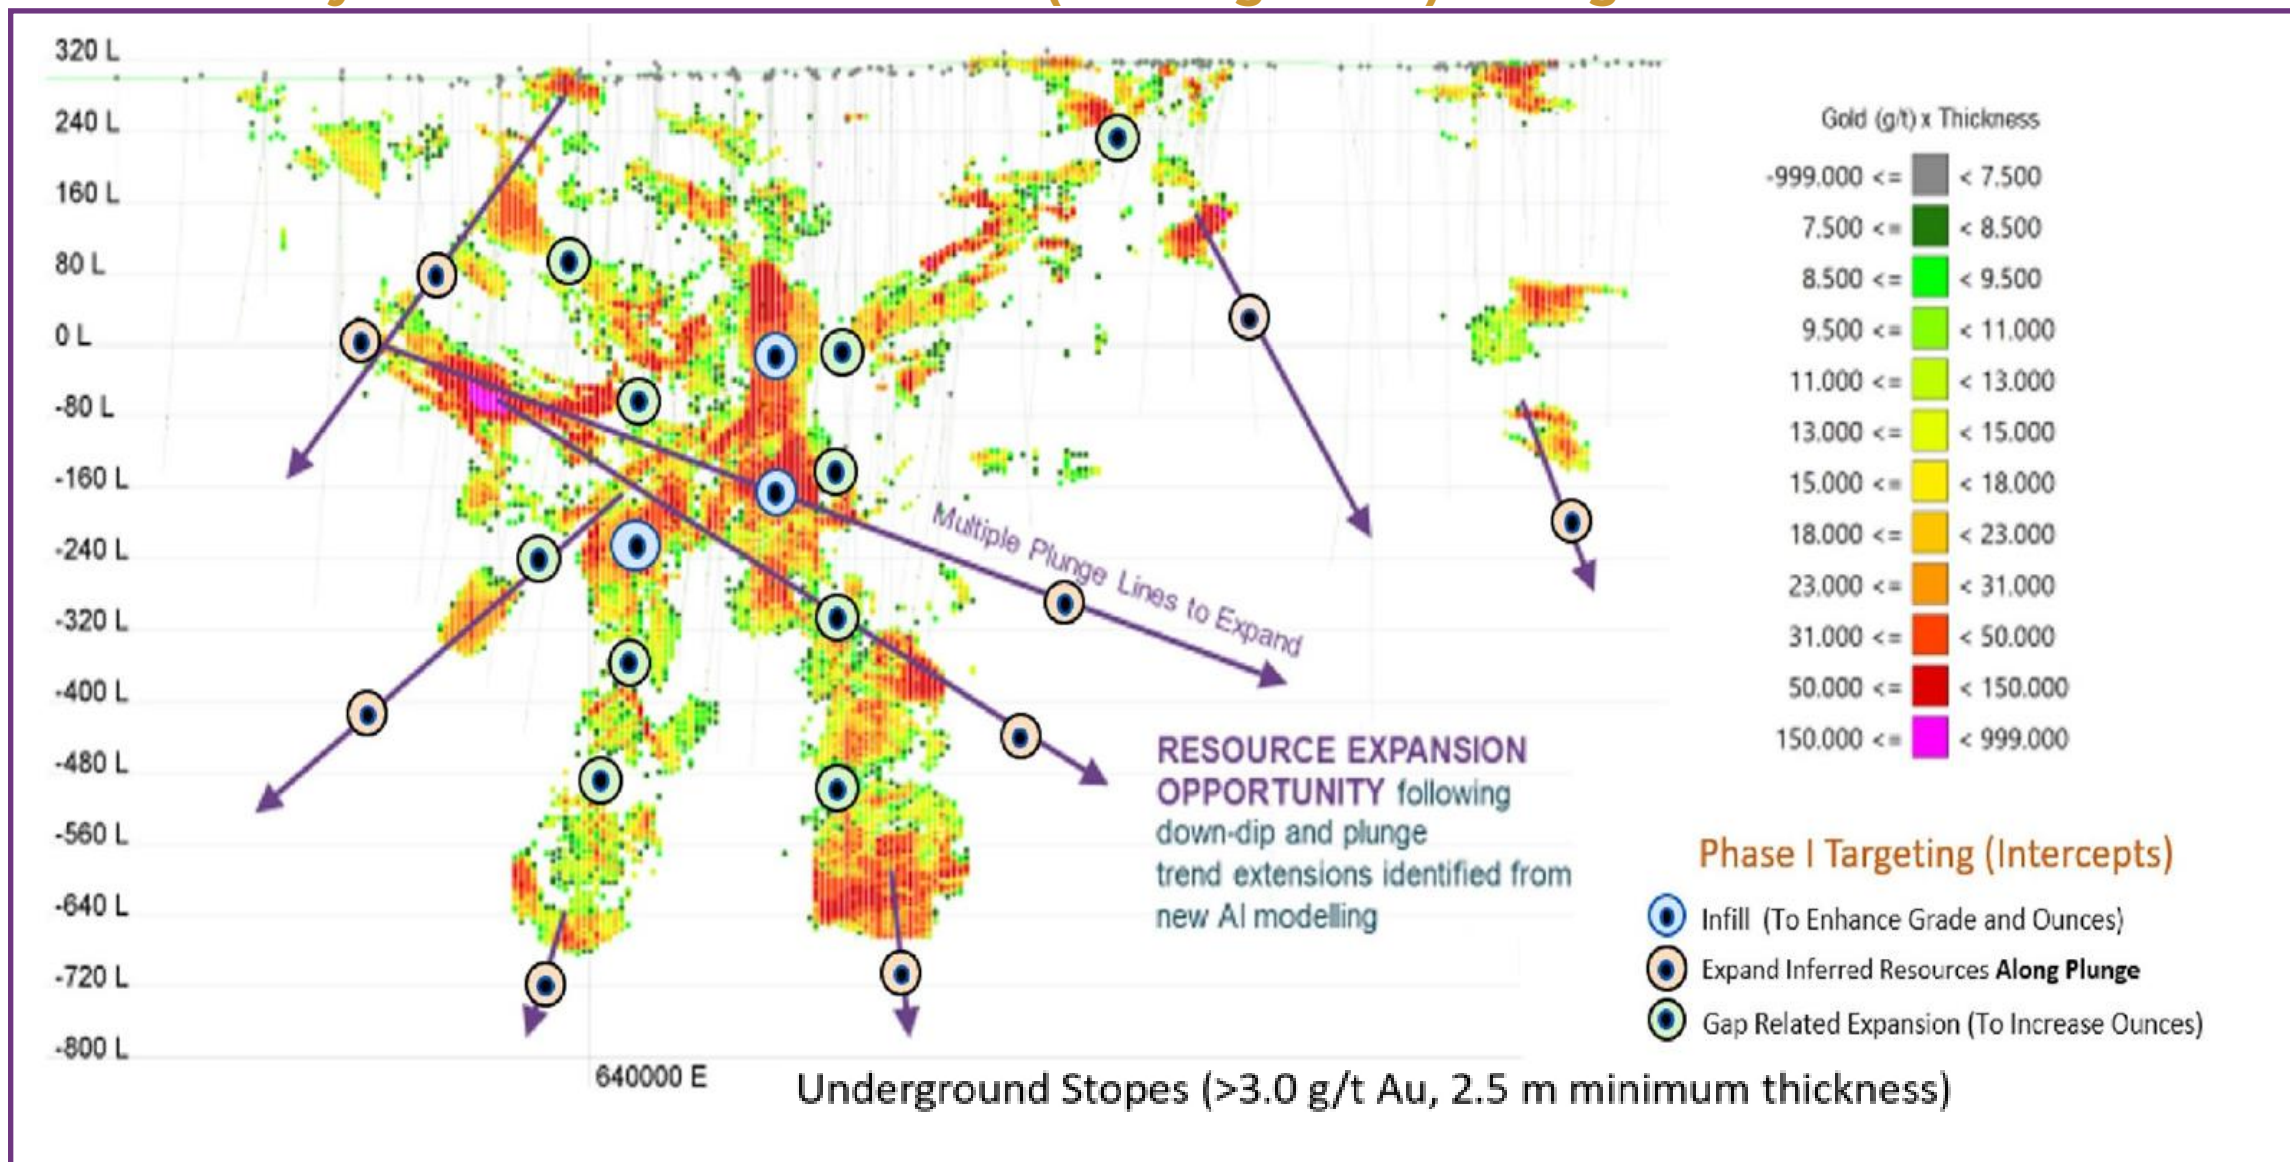 320 L
240 L
160 L
80 L
0 L
-80 L
-160 L
-240 L
-320 L
-400 L
-480 L
-560 L
-640 L
-720 L
-800 L
640000 E
Multiple Plunge Lines to Expand
RESOURCE EXPANSION
OPPORTUNITY following
down-dip and plunge
trend extensions identified from
new AI modelling
Gold (g/t) x Thickness
-999.000 <= < 7.500
7.500 <= < 8.500
8.500 <= < 9.500
9.500 <= < 11.000
11.000 <= < 13.000
13.000 <= < 15.000
15.000 <= < 18.000
18.000 <= < 23.000
23.000 <= < 31.000
31.000 <= < 50.000
50.000 <= < 150.000
150.000 <= < 999.000
Phase I Targeting (Intercepts)
Infill (To Enhance Grade and Ounces)
Expand Inferred Resources Along Plunge
Gap Related Expansion (To Increase Ounces)
Underground Stopes (>3.0 g/t Au, 2.5 m minimum thickness)